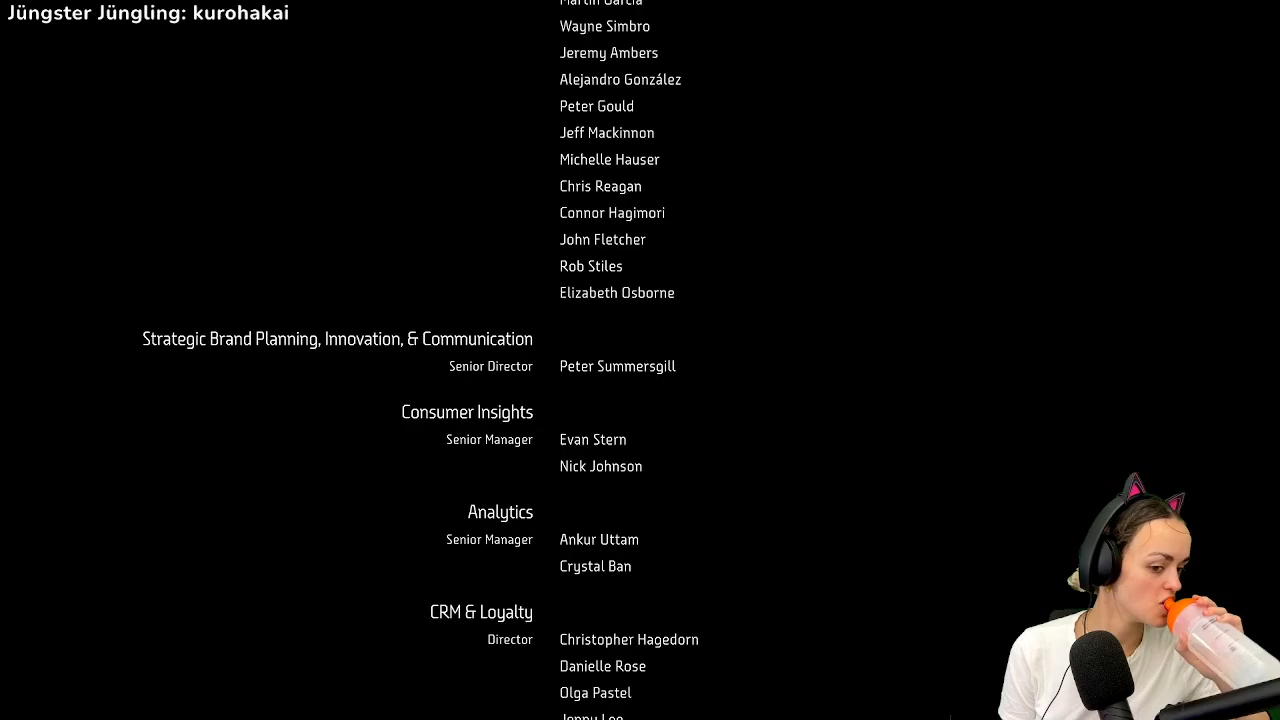 Jüngster Jüngling: kurohakai
Martin Garcia
Wayne Simbro
Jeremy Ambers
Alejandro González
Peter Gould
Jeff Mackinnon
Michelle Hauser
Chris Reagan
Connor Hagimori
John Fletcher
Rob Stiles
Elizabeth Osborne
Strategic Brand Planning, Innovation, & Communication
Senior Director Peter Summersgill
Consumer Insights
Senior Manager Evan Stern
Nick Johnson
Analytics
Senior Manager Ankur Uttam
Crystal Ban
CRM & Loyalty
Director Christopher Hagedorn
Danielle Rose
Olga Pastel